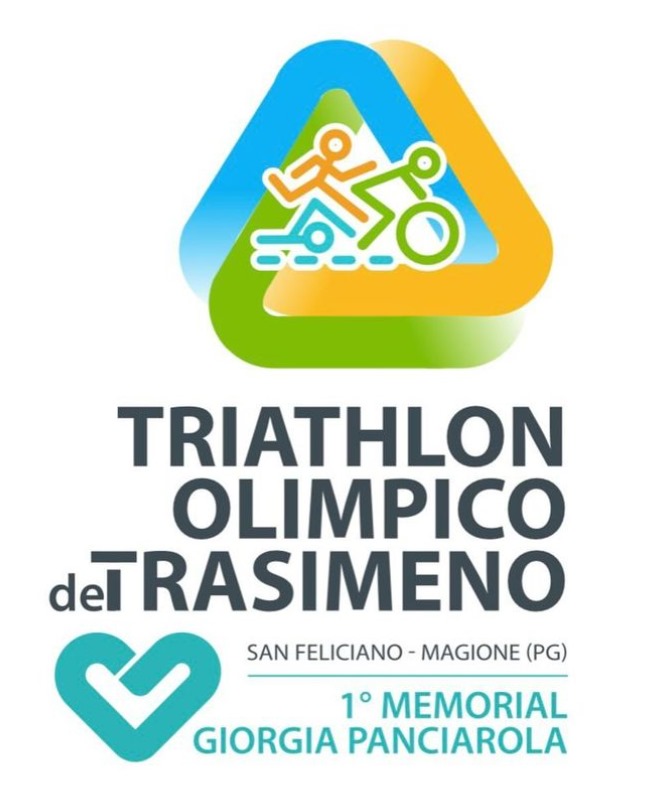 TRIATHLON
OLIMPICO
del TRASIMENO
SAN FELICIANO - MAGIONE (PG)
1° MEMORIAL
GIORGIA PANCIAROLA